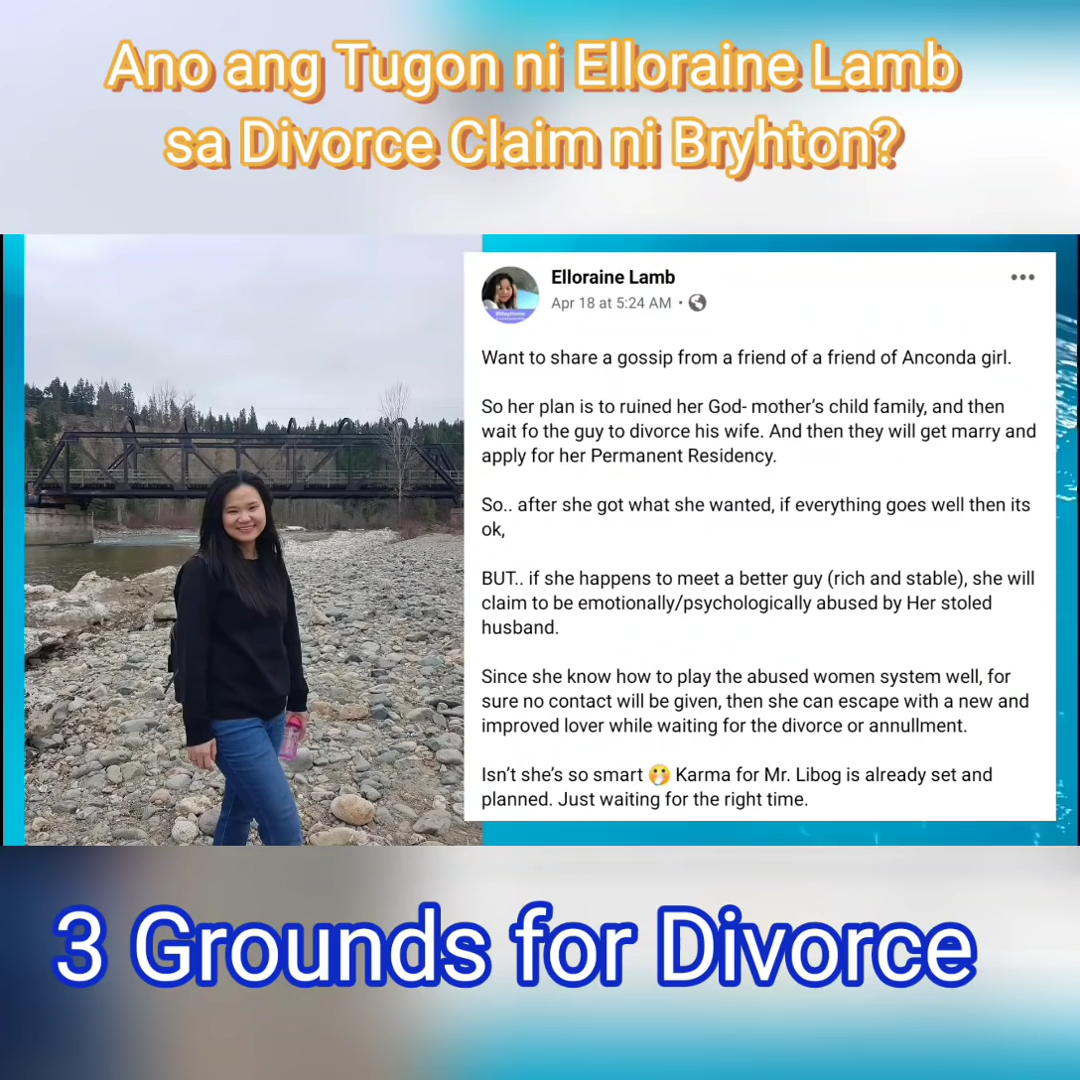 Ano ang Tugon ni Elloraine Lamb
sa Divorce Claim ni Bryhton?
Elloraine Lamb
Apr 18 at 5:24 AM ·
Want to share a gossip from a friend of a friend of Anconda girl.
So her plan is to ruined her God- mother's child family, and then
wait fo the guy to divorce his wife. And then they will get marry and
apply for her Permanent Residency.
So.. after she got what she wanted, if everything goes well then its
ok,
BUT.. if she happens to meet a better guy (rich and stable), she will
claim to be emotionally/psychologically abused by Her stoled
husband.
Since she know how to play the abused women system well, for
sure no contact will be given, then she can escape with a new and
improved lover while waiting for the divorce or annullment.
Isn't she's so smart 🤭 Karma for Mr. Libog is already set and
planned. Just waiting for the right time.
3 Grounds for Divorce